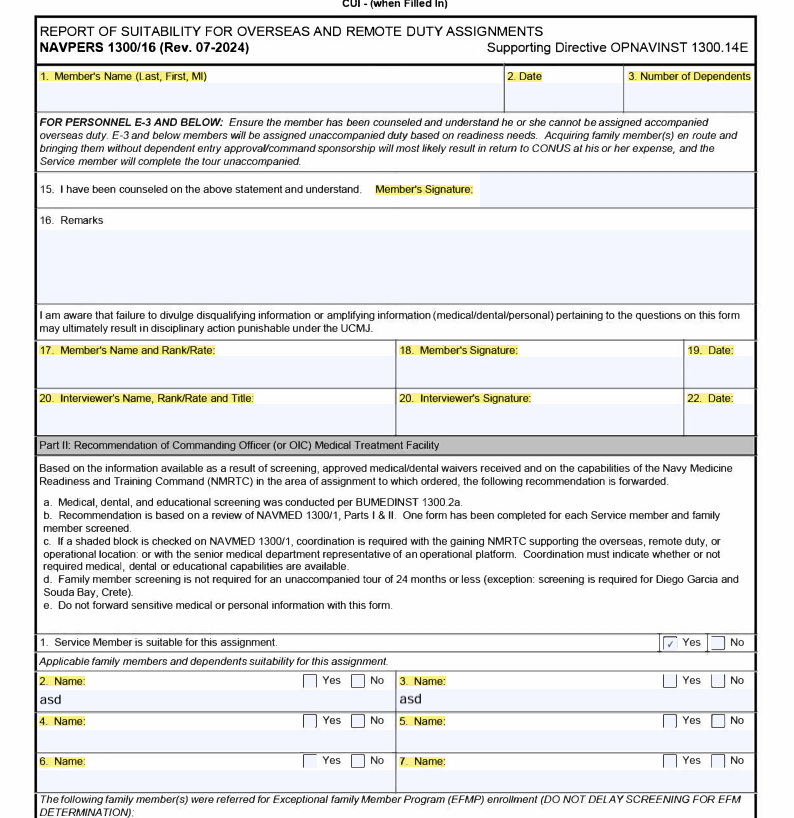 CUI - (when Filled In)
REPORT OF SUITABILITY FOR OVERSEAS AND REMOTE DUTY ASSIGNMENTS
NAVPERS 1300/16 (Rev. 07-2024) Supporting Directive OPNAVINST 1300.14E
1. Member's Name (Last, First, MI) 2. Date 3. Number of Dependents
FOR PERSONNEL E-3 AND BELOW: Ensure the member has been counseled and understand he or she cannot be assigned accompanied
overseas duty. E-3 and below members will be assigned unaccompanied duty based on readiness needs. Acquiring family member(s) en route and
bringing them without dependent entry approval/command sponsorship will most likely result in return to CONUS at his or her expense, and the
Service member will complete the tour unaccompanied.
15. I have been counseled on the above statement and understand. Member's Signature:
16. Remarks
I am aware that failure to divulge disqualifying information or amplifying information (medical/dental/personal) pertaining to the questions on this form
may ultimately result in disciplinary action punishable under the UCMJ.
17. Member's Name and Rank/Rate: 18. Member's Signature: 19. Date:
20. Interviewer's Name, Rank/Rate and Title: 20. Interviewer's Signature: 22. Date:
Part II: Recommendation of Commanding Officer (or OIC) Medical Treatment Facility
Based on the information available as a result of screening, approved medical/dental waivers received and on the capabilities of the Navy Medicine
Readiness and Training Command (NMRTC) in the area of assignment to which ordered, the following recommendation is forwarded.
a. Medical, dental, and educational screening was conducted per BUMEDINST 1300.2a.
b. Recommendation is based on a review of NAVMED 1300/1, Parts I & II. One form has been completed for each Service member and family
member screened.
c. If a shaded block is checked on NAVMED 1300/1, coordination is required with the gaining NMRTC supporting the overseas, remote duty, or
operational location: or with the senior medical department representative of an operational platform. Coordination must indicate whether or not
required medical, dental or educational capabilities are available.
d. Family member screening is not required for an unaccompanied tour of 24 months or less (exception: screening is required for Diego Garcia and
Souda Bay, Crete).
e. Do not forward sensitive medical or personal information with this form.
1. Service Member is suitable for this assignment. ✓ Yes No
Applicable family members and dependents suitability for this assignment.
2. Name: Yes No 3. Name: Yes No
asd asd
4. Name: Yes No 5. Name: Yes No
6. Name: Yes No 7. Name: Yes No
The following family member(s) were referred for Exceptional family Member Program (EFMP) enrollment (DO NOT DELAY SCREENING FOR EFM
DETERMINATION):